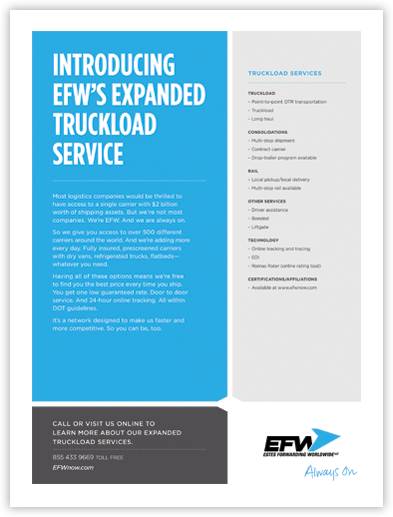 INTRODUCING
EFW'S EXPANDED
TRUCKLOAD
SERVICE
Most logistics companies would be thrilled to
have access to a single carrier with $2 billion
worth of shipping assets. But we're not most
companies. We're EFW. And we are always on.
So we give you access to over 500 different
carriers around the world. And we're adding more
every day. Fully insured, prescreened carriers
with dry vans, refrigerated trucks, flatbeds—
whatever you need.
Having all of these options means we're free
to find you the best price every time you ship.
You get one low guaranteed rate. Door to door
service. And 24-hour online tracking. All within
DOT guidelines.
It's a network designed to make us faster and
more competitive. So you can be, too.
TRUCKLOAD SERVICES
TRUCKLOAD
– Point-to-point OTR transportation
– Truckload
– Long haul
CONSOLIDATIONS
– Multi-stop shipment
– Contract carrier
– Drop-trailer program available
RAIL
– Local pickup/local delivery
– Multi-stop rail available
OTHER SERVICES
– Driver assistance
– Bonded
– Liftgate
TECHNOLOGY
– Online tracking and tracing
– EDI
– Romac Rater (online rating tool)
CERTIFICATIONS/AFFILIATIONS
– Available at www.efwnow.com
CALL OR VISIT US ONLINE TO
LEARN MORE ABOUT OUR EXPANDED
TRUCKLOAD SERVICES.
855 433 9669 TOLL FREE
EFWnow.com
EFW
ESTES FORWARDING WORLDWIDE
Always On